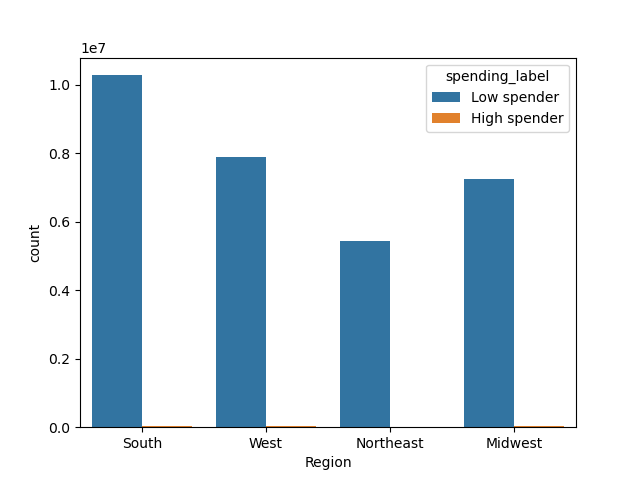 1e7
spending_label
Low spender
High spender
1.0
0.8
0.6
0.4
0.2
0.0
count
South West Northeast Midwest
Region